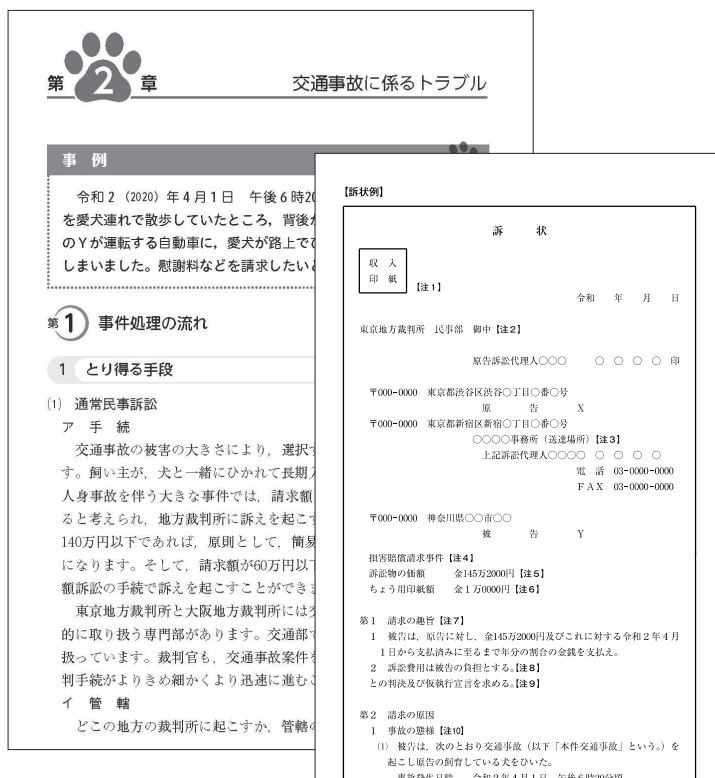 第2章
交通事故に係るトラブル
事 例
令和2(2020)年4月1日 午後6時20
を愛犬連れで散歩していたところ,背後か
のYが運転する自動車に,愛犬が路上でひ
しまいました。慰謝料などを請求したいと
第1 事件処理の流れ
1 とり得る手段
⑴ 通常民事訴訟
ア 手 続
交通事故の被害の大きさにより,選択す
す。飼い主が,犬と一緒にひかれて長期入
人身事故を伴う大きな事件では,請求額
ると考えられ,地方裁判所に訴えを起こす
140万円以下であれば,原則として,簡易
になります。そして,請求額が60万円以下
額訴訟の手続で訴えを起こすことができま
東京地方裁判所と大阪地方裁判所には交
的に取り扱う専門部があります。交通部で
扱っています。裁判官も,交通事故案件を
判手続がよりきめ細かくより迅速に進むこ
イ 管 轄
どこの地方の裁判所に起こすか,管轄の
【訴状例】
訴 状
収 入
印 紙
【注1】
令和 年 月 日
東京地方裁判所 民事部 御中【注2】
原告訴訟代理人○○○ ○ ○ ○ ○ 印
〒000-0000 東京都渋谷区渋谷○丁目○番○号
原 告 X
〒000-0000 東京都新宿区新宿○丁目○番○号
○○○○事務所(送達場所)【注3】
上記訴訟代理人○○○○ ○ ○ ○ ○
電 話 03-0000-0000
FAX 03-0000-0000
〒000-0000 神奈川県○○市○○
被 告 Y
損害賠償請求事件【注4】
訴訟物の価額 金145万2000円【注5】
ちょう用印紙額 金1万0000円【注6】
第1 請求の趣旨【注7】
1 被告は,原告に対し,金145万2000円及びこれに対する令和2年4月
1日から支払済みに至るまで年分の割合の金銭を支払え。
2 訴訟費用は被告の負担とする。【注8】
との判決及び仮執行宣言を求める。【注9】
第2 請求の原因
1 事故の態様【注10】
⑴ 被告は,次のとおり交通事故(以下「本件交通事故」という。)を
起こし原告の飼育している犬をひいた。
事故発生日時 令和2年4月1日 午後6時20分頃